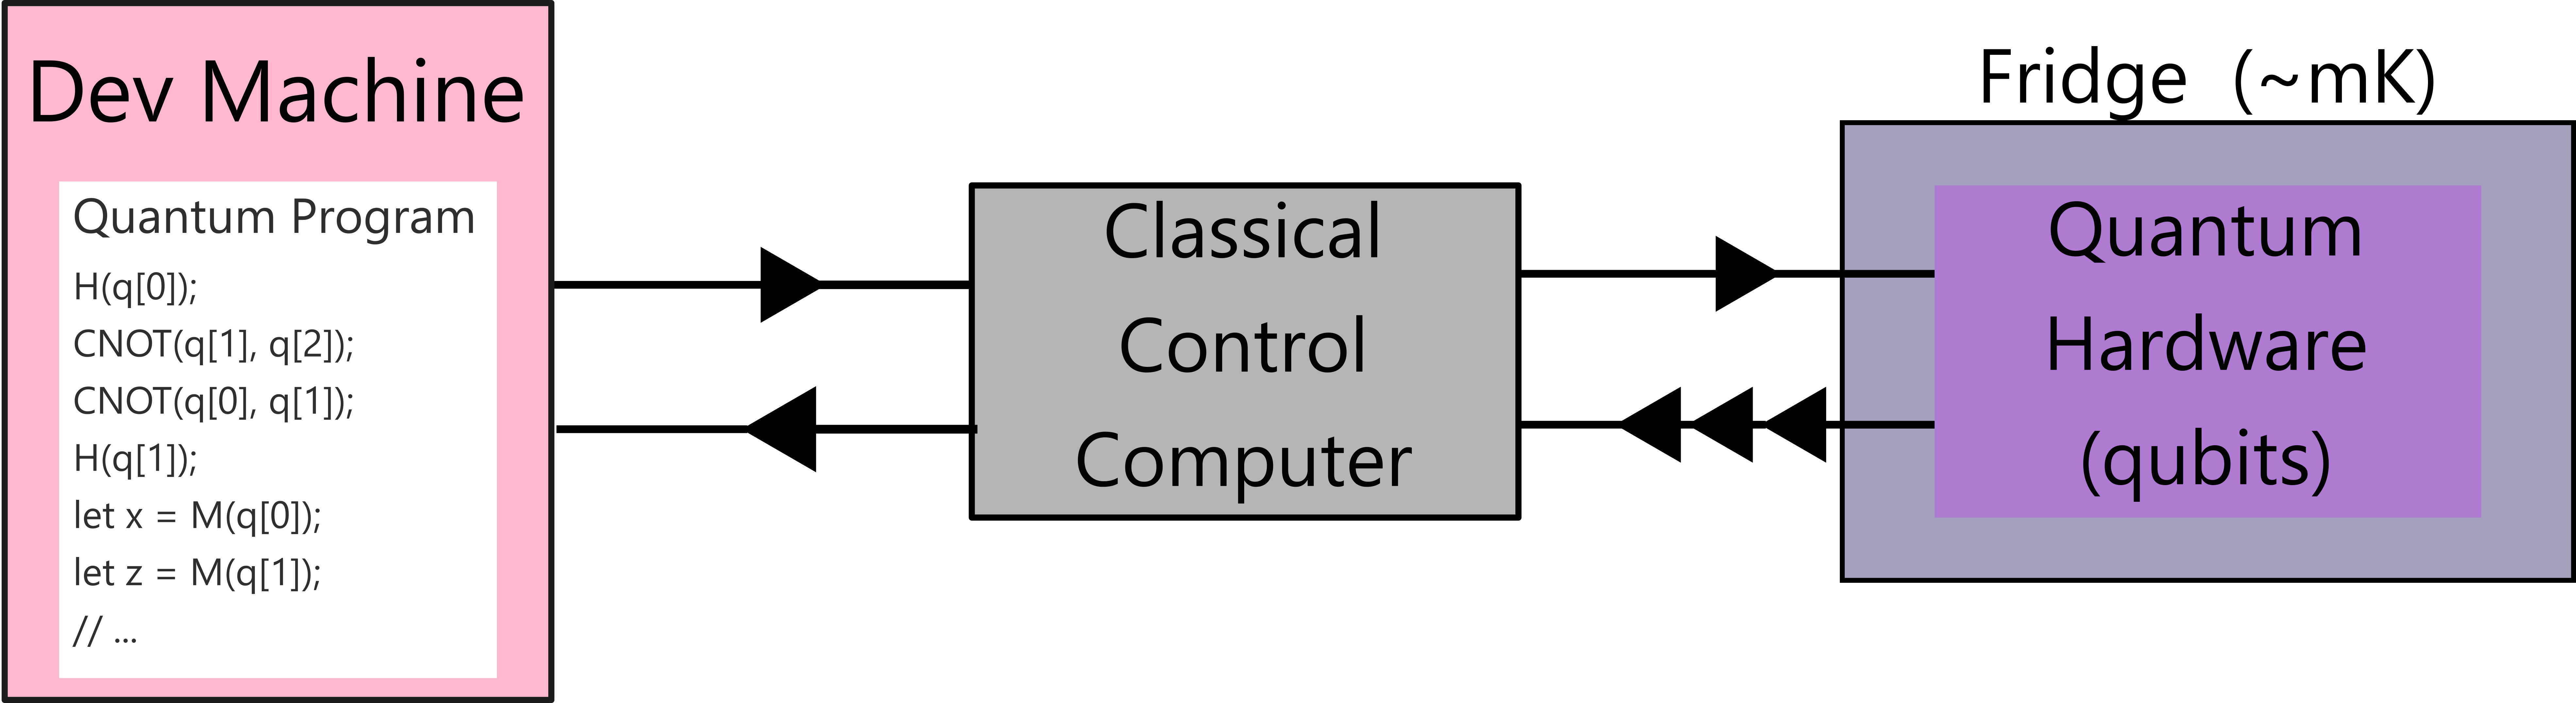 Dev Machine
Quantum Program
H(q[0]);
CNOT(q[1], q[2]);
CNOT(q[0], q[1]);
H(q[1]);
let x = M(q[0]);
let z = M(q[1]);
// ...
Classical
Control
Computer
Fridge (~mK)
Quantum
Hardware
(qubits)